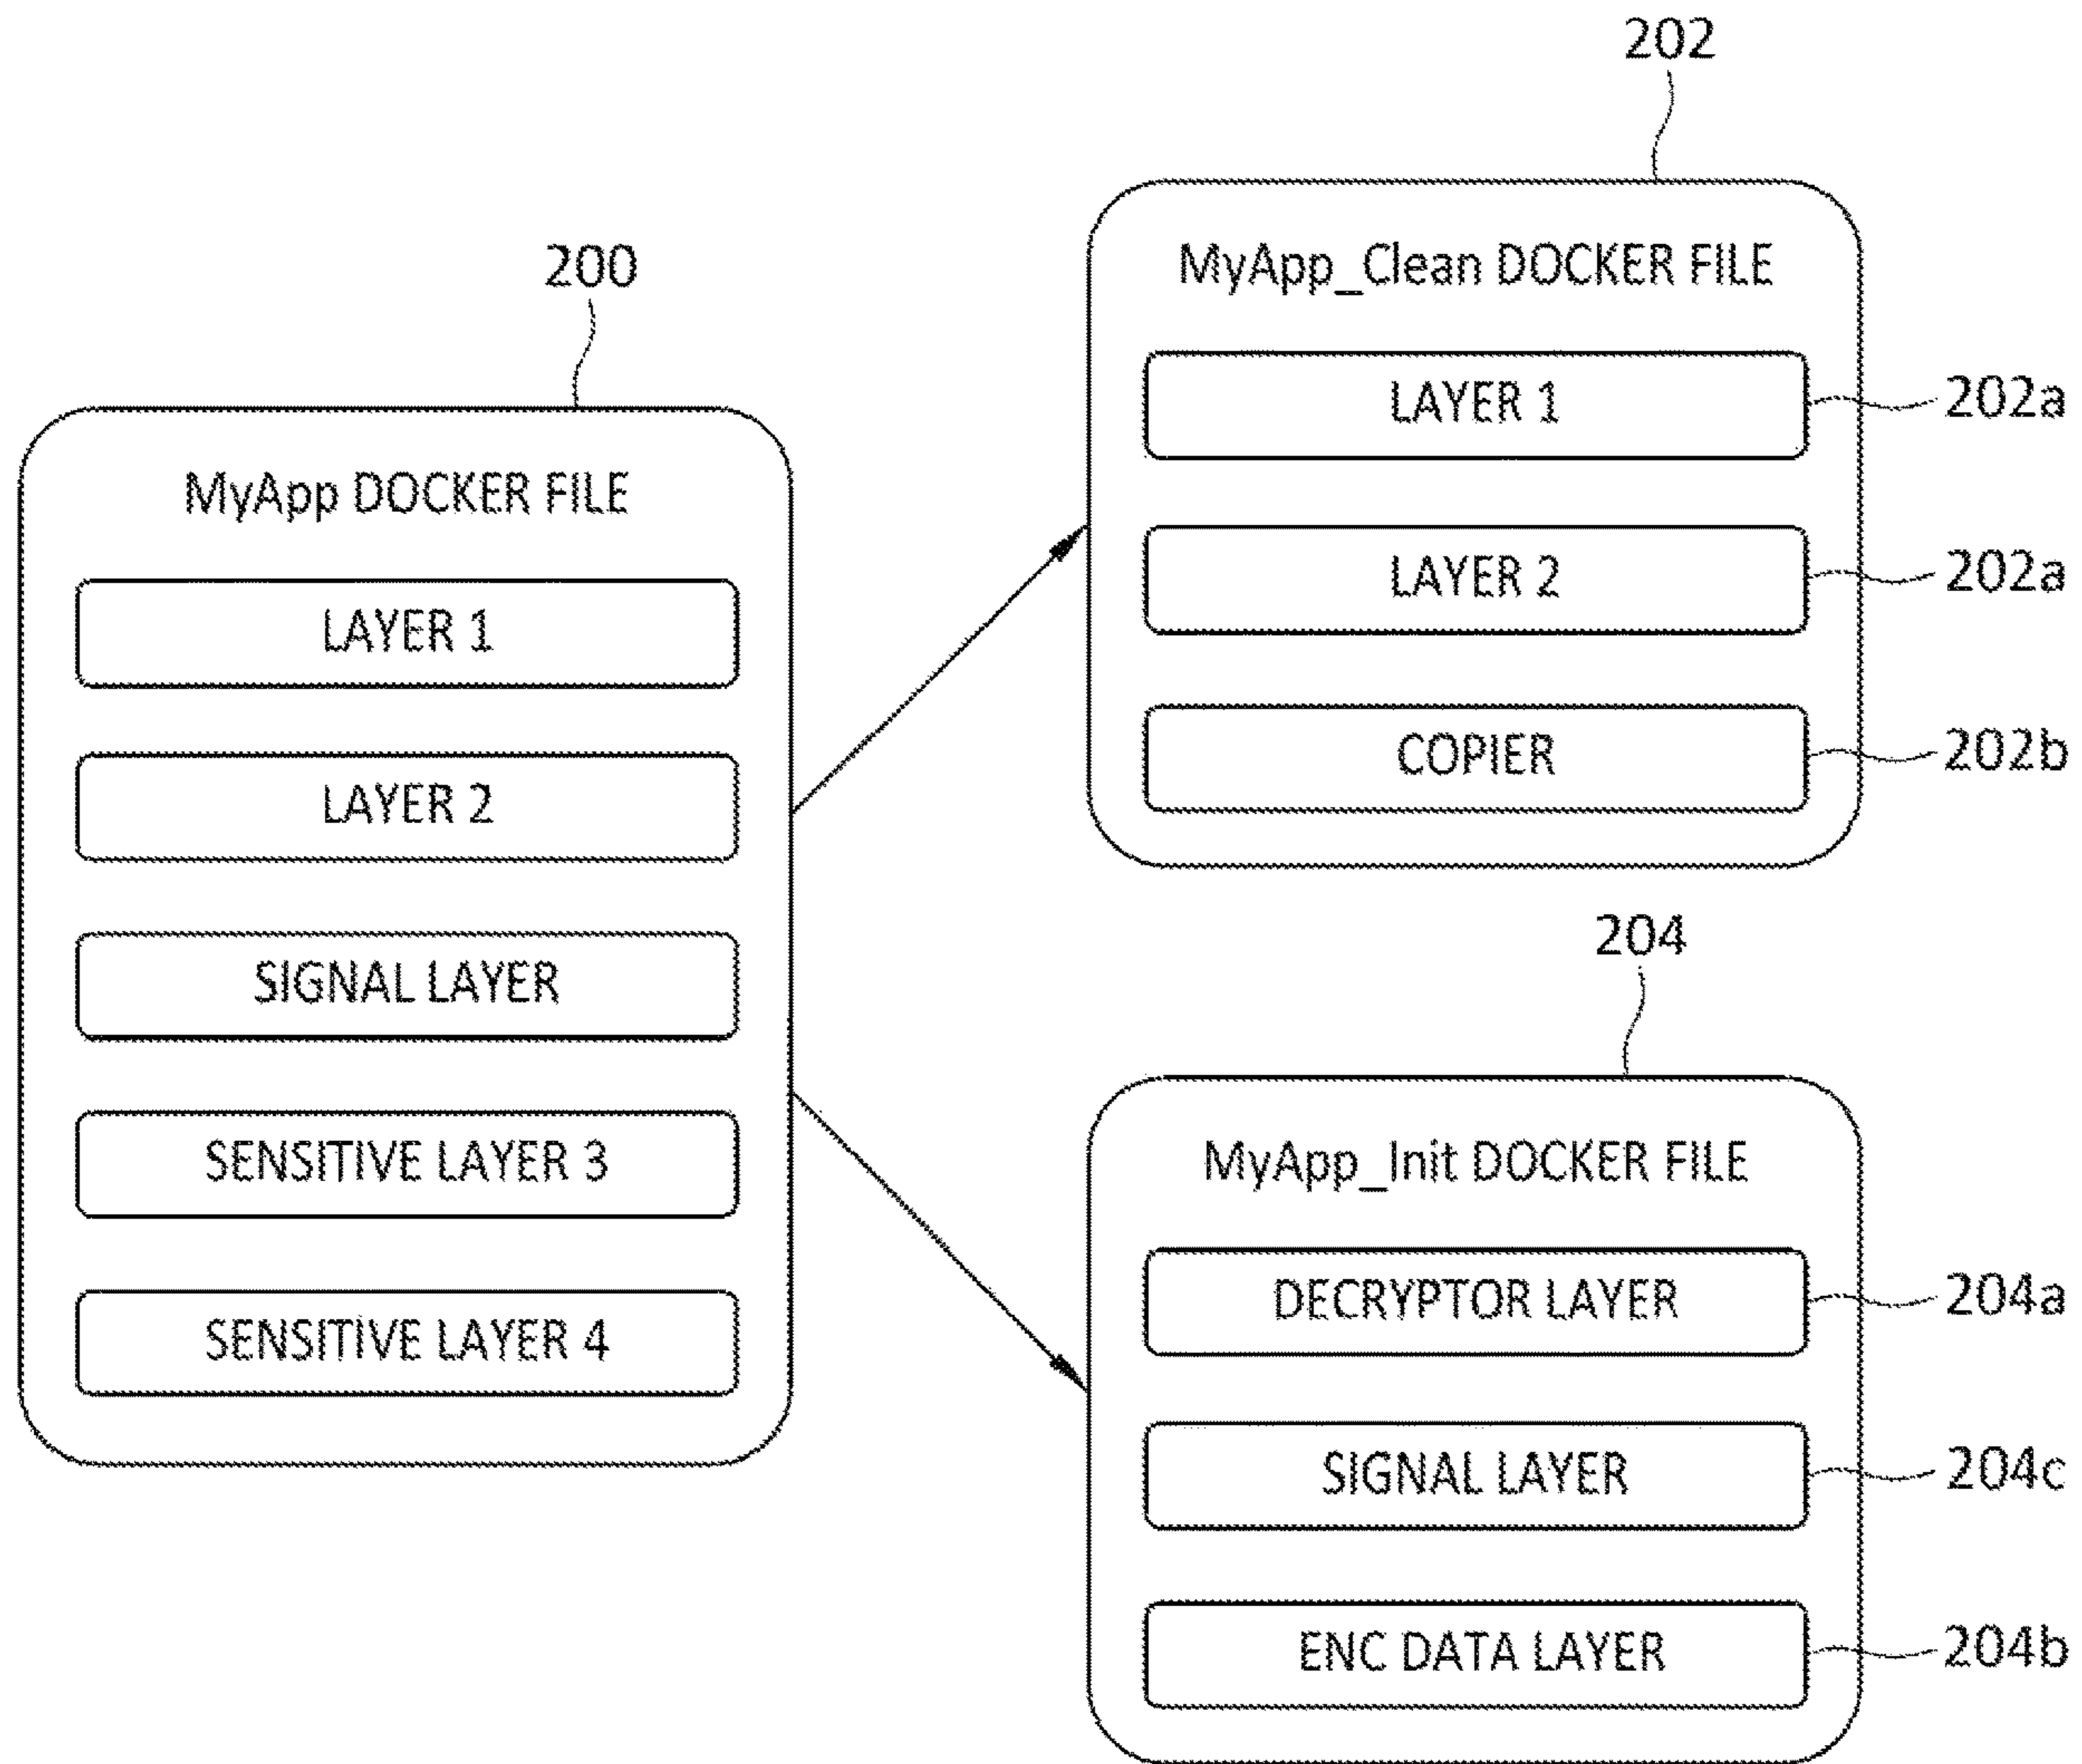 200
MyApp DOCKER FILE
LAYER 1
LAYER 2
SIGNAL LAYER
SENSITIVE LAYER 3
SENSITIVE LAYER 4
202
MyApp_Clean DOCKER FILE
LAYER 1 202a
LAYER 2 202a
COPIER 202b
204
MyApp_Init DOCKER FILE
DECRYPTOR LAYER 204a
SIGNAL LAYER 204c
ENC DATA LAYER 204b